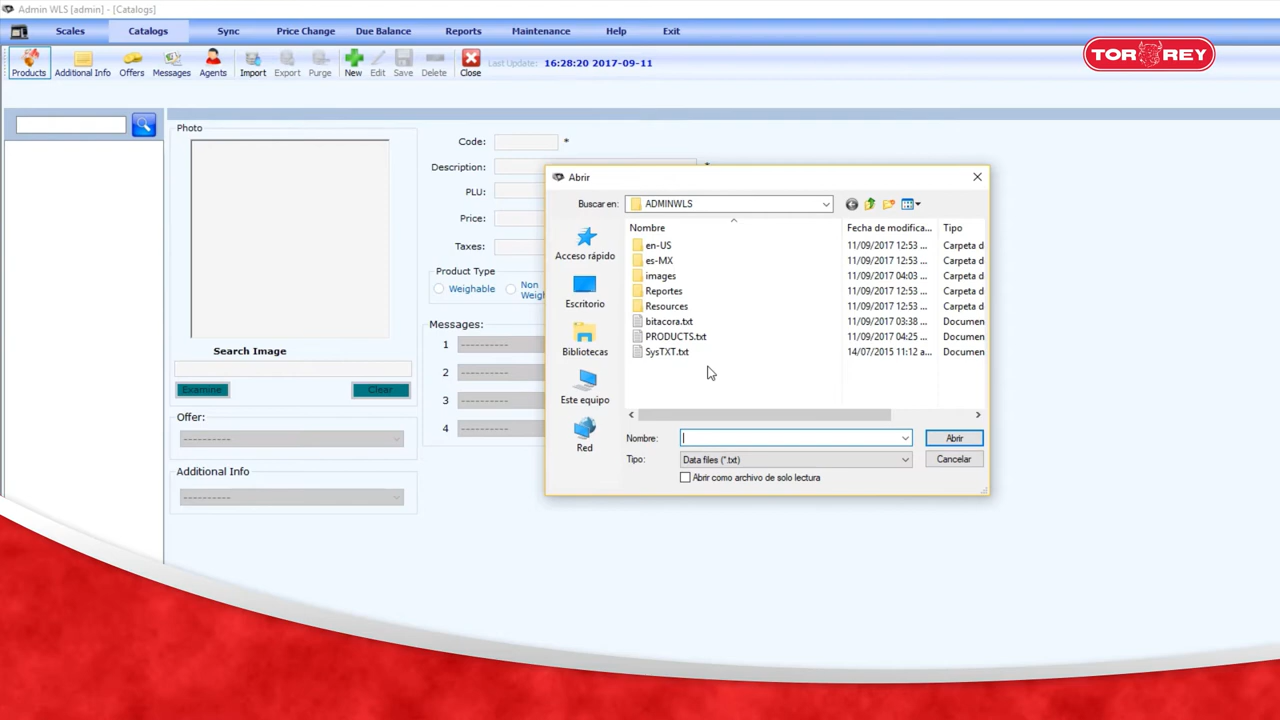 Admin WLS [admin] - [Catalogs]
Scales Catalogs Sync Price Change Due Balance Reports Maintenance Help Exit
TOR REY
Products Additional Info Offers Messages Agents Import Export Purge New Edit Save Delete Close Last Update: 16:28:20 2017-09-11
Photo
Code: *
Description: *
PLU:
Price:
Taxes:
Product Type
Weighable Non
Weigh
Search Image
Examine Clear
Messages:
1 ----------
2 ----------
3 ----------
4 ----------
Offer:
----------
Additional Info
----------
Abrir
Buscar en: ADMINWLS
Acceso rápido
Escritorio
Bibliotecas
Este equipo
Red
Nombre Fecha de modifica... Tipo
en-US 11/09/2017 12:53 ... Carpeta d
es-MX 11/09/2017 12:53 ... Carpeta d
images 11/09/2017 04:03 ... Carpeta d
Reportes 11/09/2017 12:53 ... Carpeta d
Resources 11/09/2017 12:53 ... Carpeta d
bitacora.txt 11/09/2017 03:38 ... Documen
PRODUCTS.txt 11/09/2017 04:25 ... Documen
SysTXT.txt 14/07/2015 11:12 a... Documen
Nombre: Abrir
Tipo: Data files (*.txt) Cancelar
Abrir como archivo de solo lectura